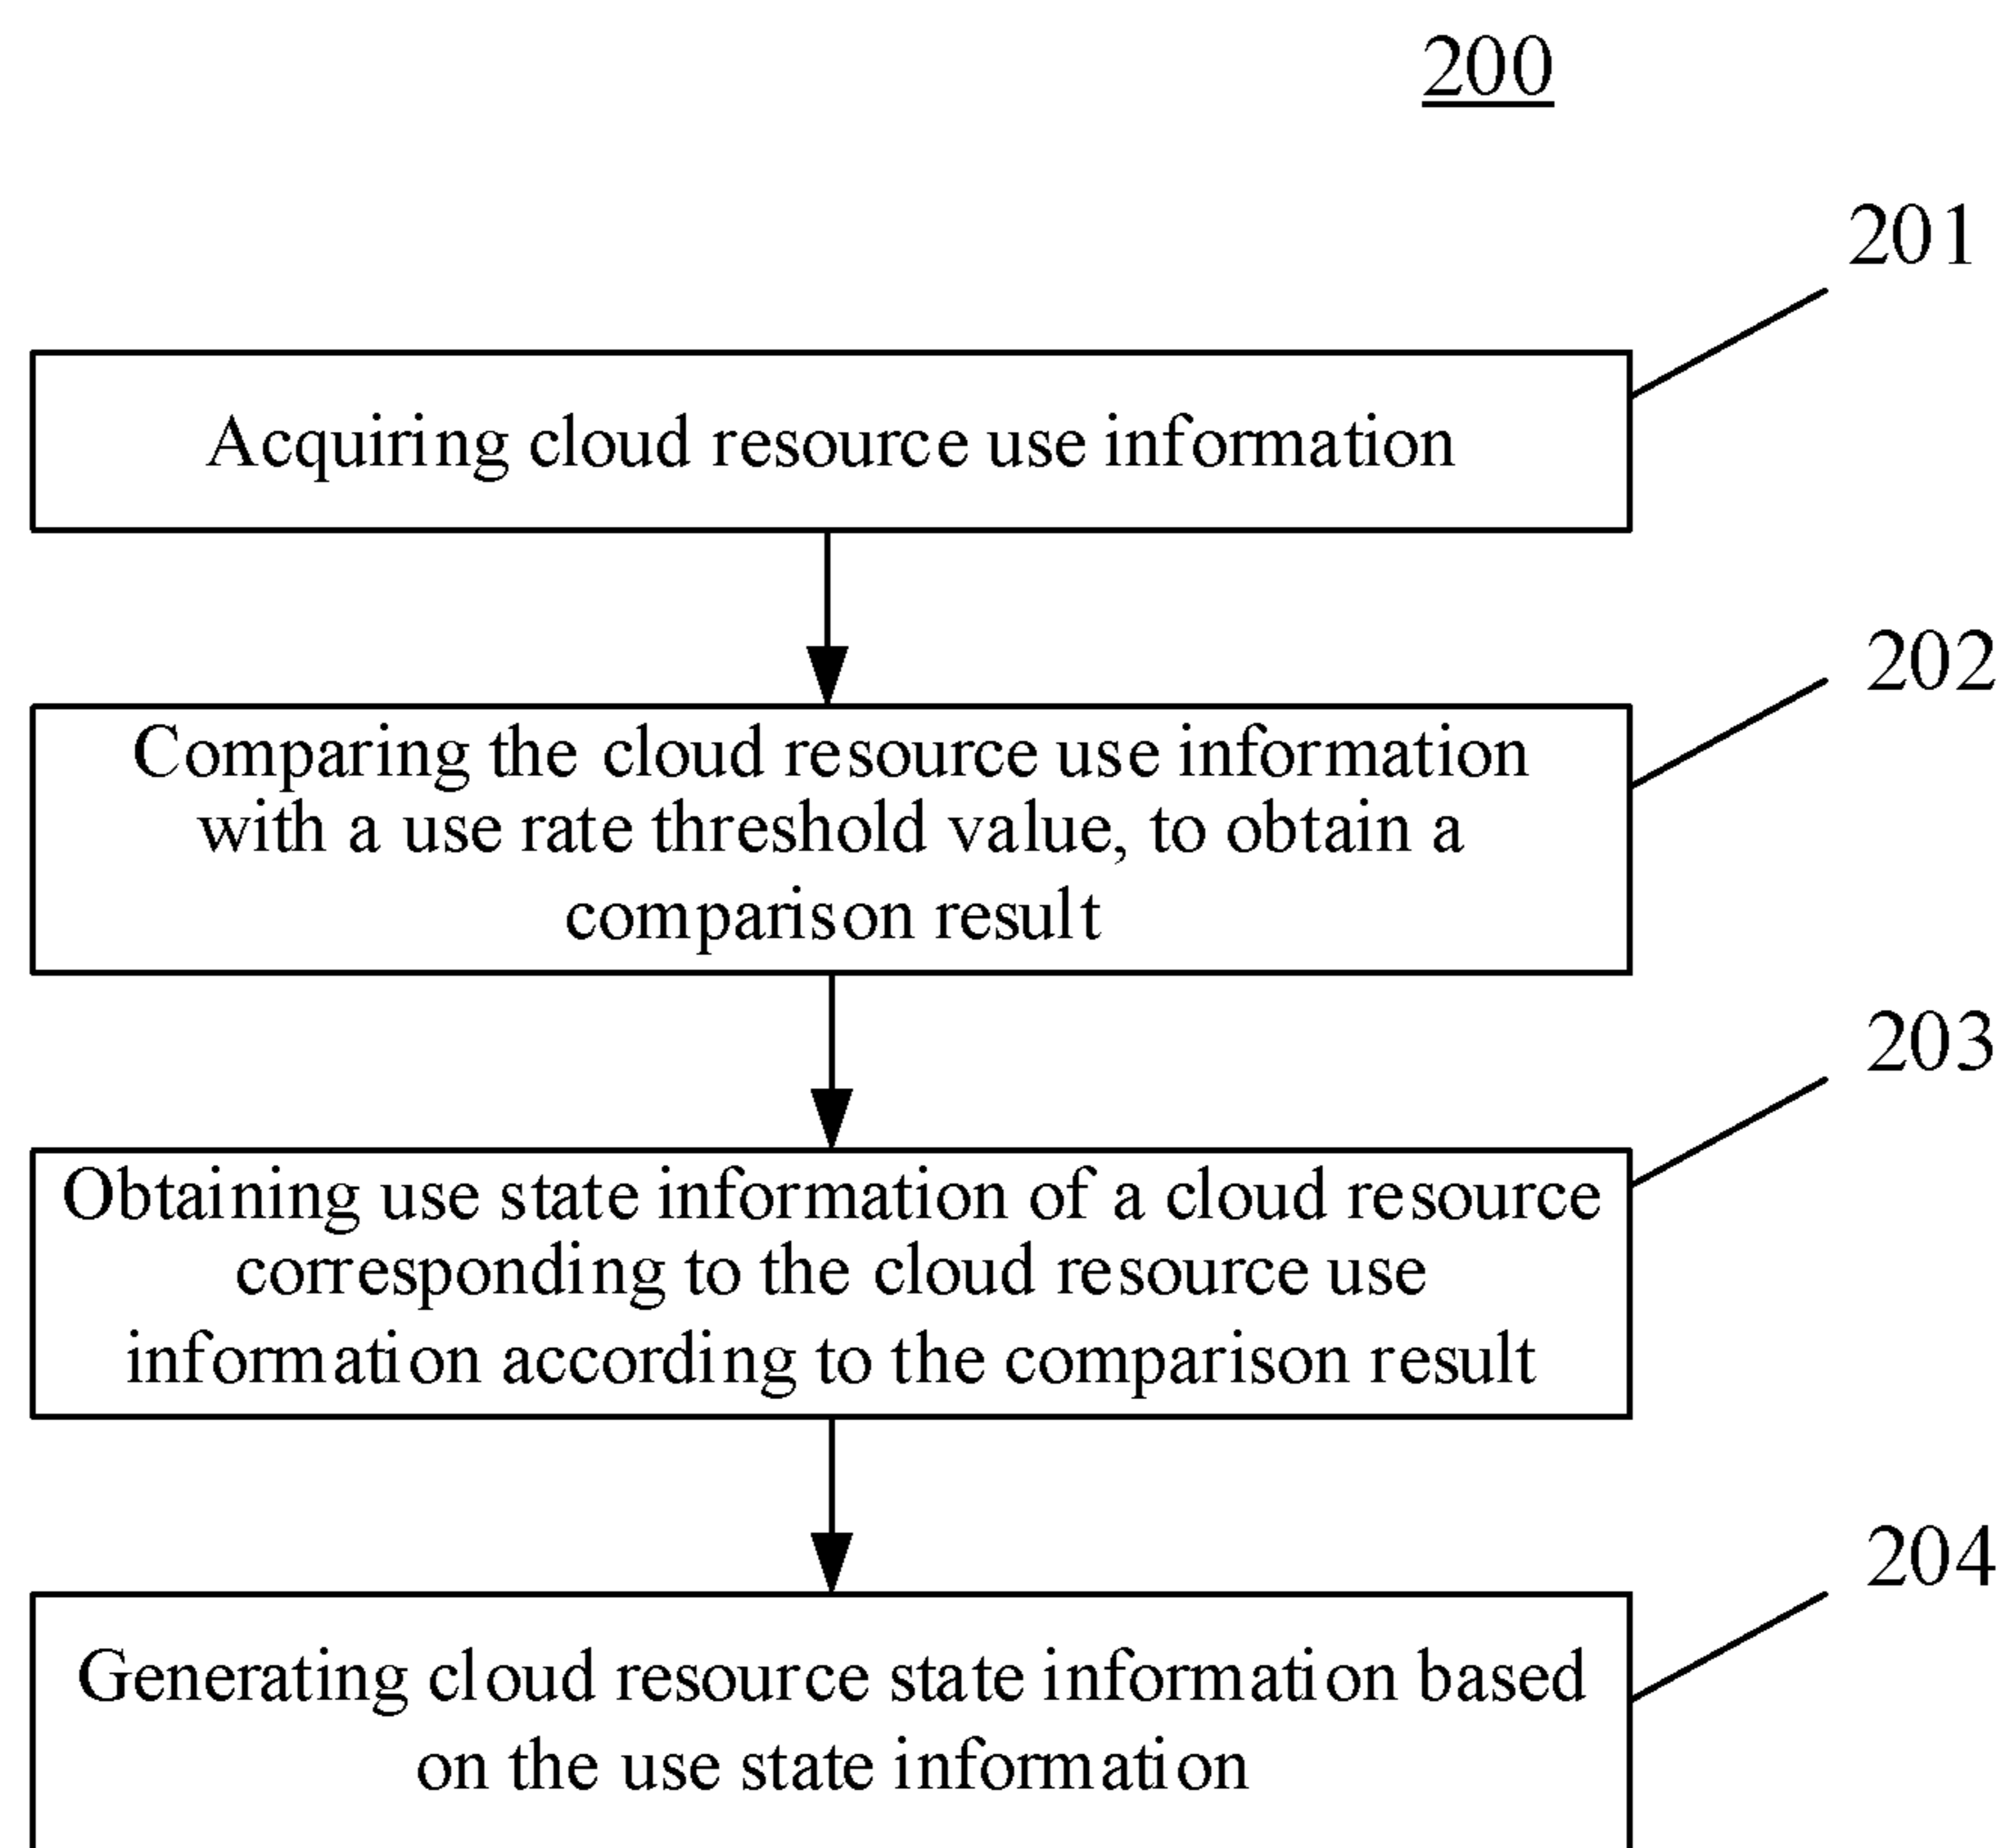 200
201
Acquiring cloud resource use information
202
Comparing the cloud resource use information
with a use rate threshold value, to obtain a
comparison result
203
Obtaining use state information of a cloud resource
corresponding to the cloud resource use
information according to the comparison result
204
Generating cloud resource state information based
on the use state information